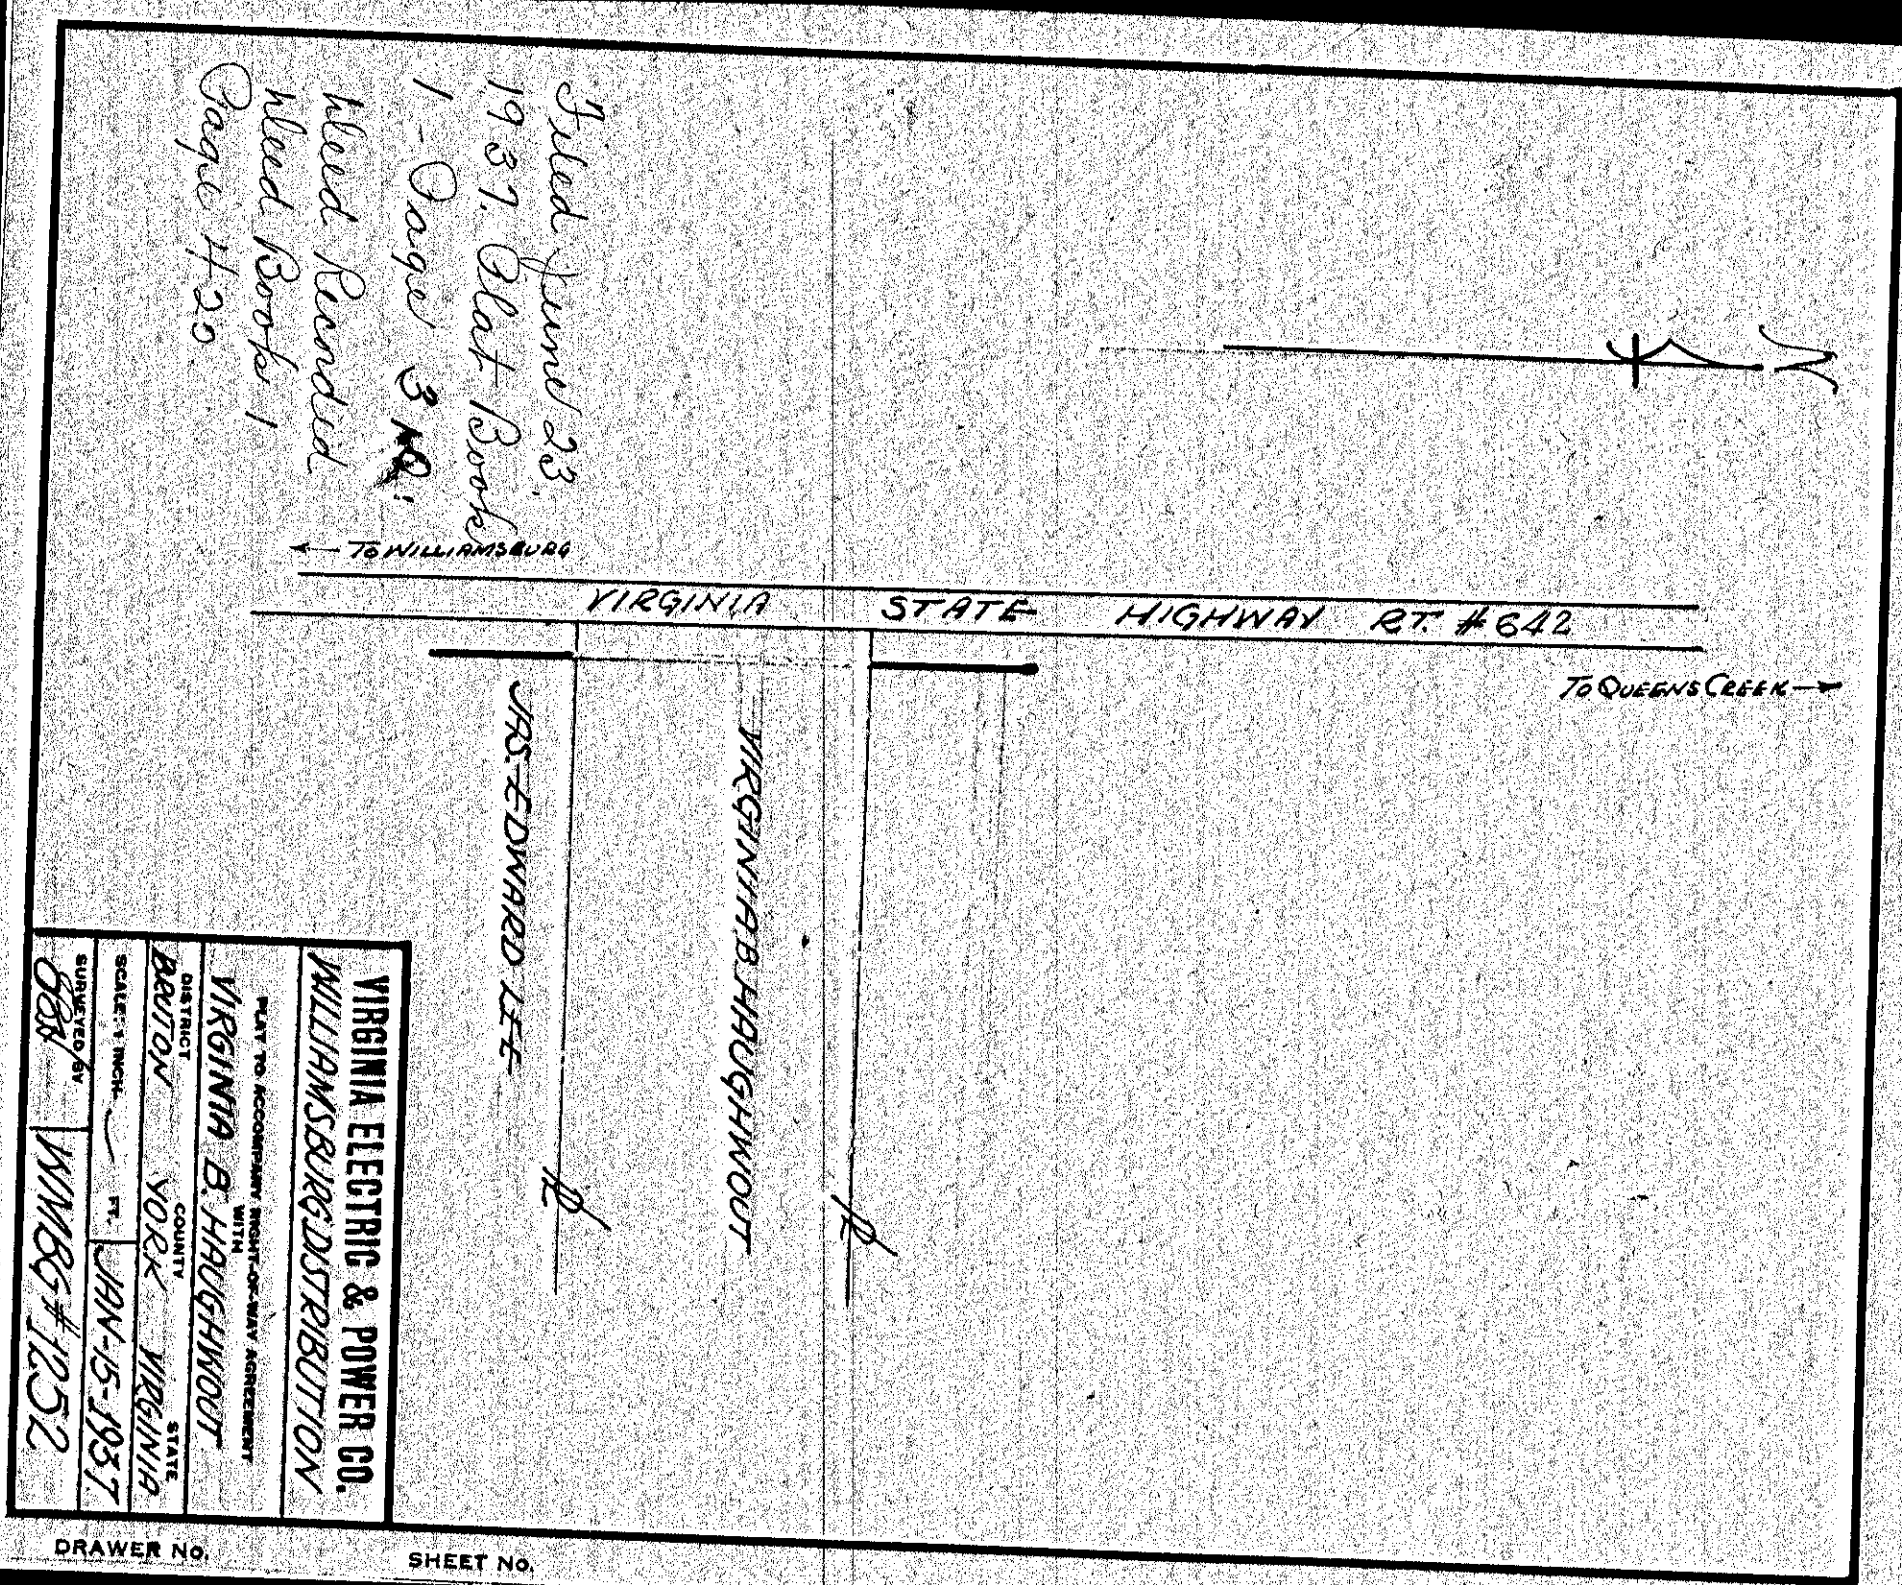 Filed June 23,
1937. Plat Book
1 - Page 3
Deed Recorded
Deed Book 1
Page 420
← TO WILLIAMSBURG
VIRGINIA STATE HIGHWAY RT. #642
TO QUEENS CREEK →
JAS. EDWARD LEE
VIRGINIA B. HAUGHWOUT
VIRGINIA ELECTRIC & POWER CO.
WILLIAMSBURG DISTRIBUTION
PLAT TO ACCOMPANY RIGHT-OF-WAY AGREEMENT
WITH
VIRGINIA B. HAUGHWOUT
DISTRICT COUNTY STATE
BRUTON YORK VIRGINIA
SCALE: 1 INCH FT. JAN-15-1937
SURVEYED BY WMBG#1252
DRAWER NO.
SHEET NO.